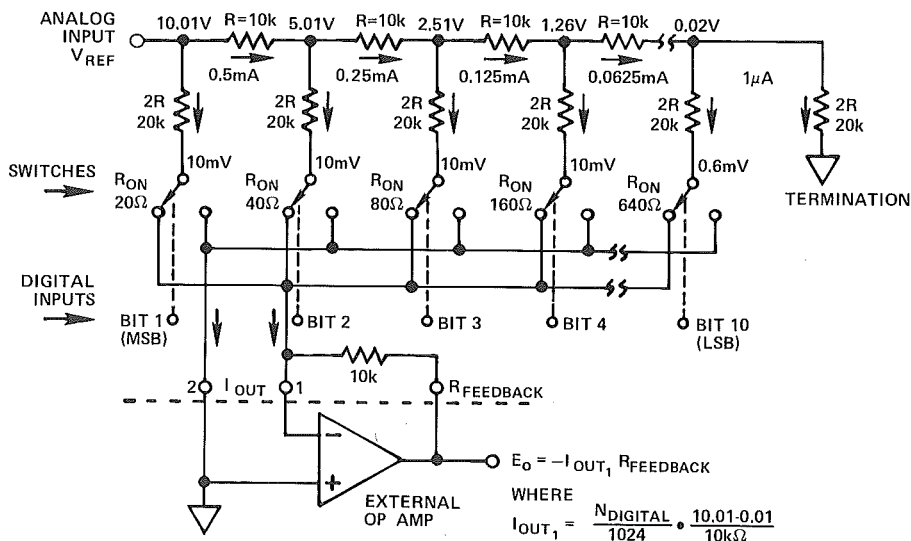 ANALOG INPUT VREF
10.01V R=10k 5.01V R=10k 2.51V R=10k 1.26V R=10k 0.02V
0.5mA 0.25mA 0.125mA 0.0625mA 1μA
2R 20k 2R 20k 2R 20k 2R 20k 2R 20k 2R 20k
10mV 10mV 10mV 10mV 0.6mV
SWITCHES
RON 20Ω RON 40Ω RON 80Ω RON 160Ω RON 640Ω
TERMINATION
DIGITAL INPUTS
BIT 1 (MSB) BIT 2 BIT 3 BIT 4 BIT 10 (LSB)
10k
2 IOUT 1 RFEEDBACK
−
+
EXTERNAL OP AMP
Eo = −IOUT1 RFEEDBACK
WHERE
IOUT1 = NDIGITAL/1024 • 10.01-0.01/10kΩ